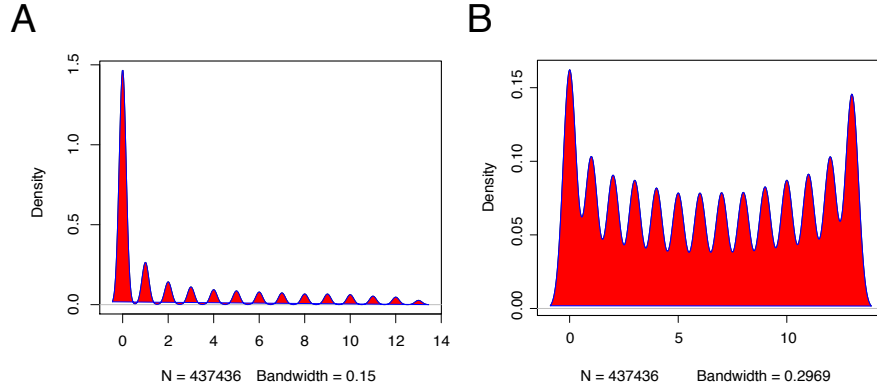 A
B
Density
0.0 0.5 1.0 1.5
0 2 4 6 8 10 12 14
N = 437436 Bandwidth = 0.15
Density
0.00 0.05 0.10 0.15
0 5 10
N = 437436 Bandwidth = 0.2969